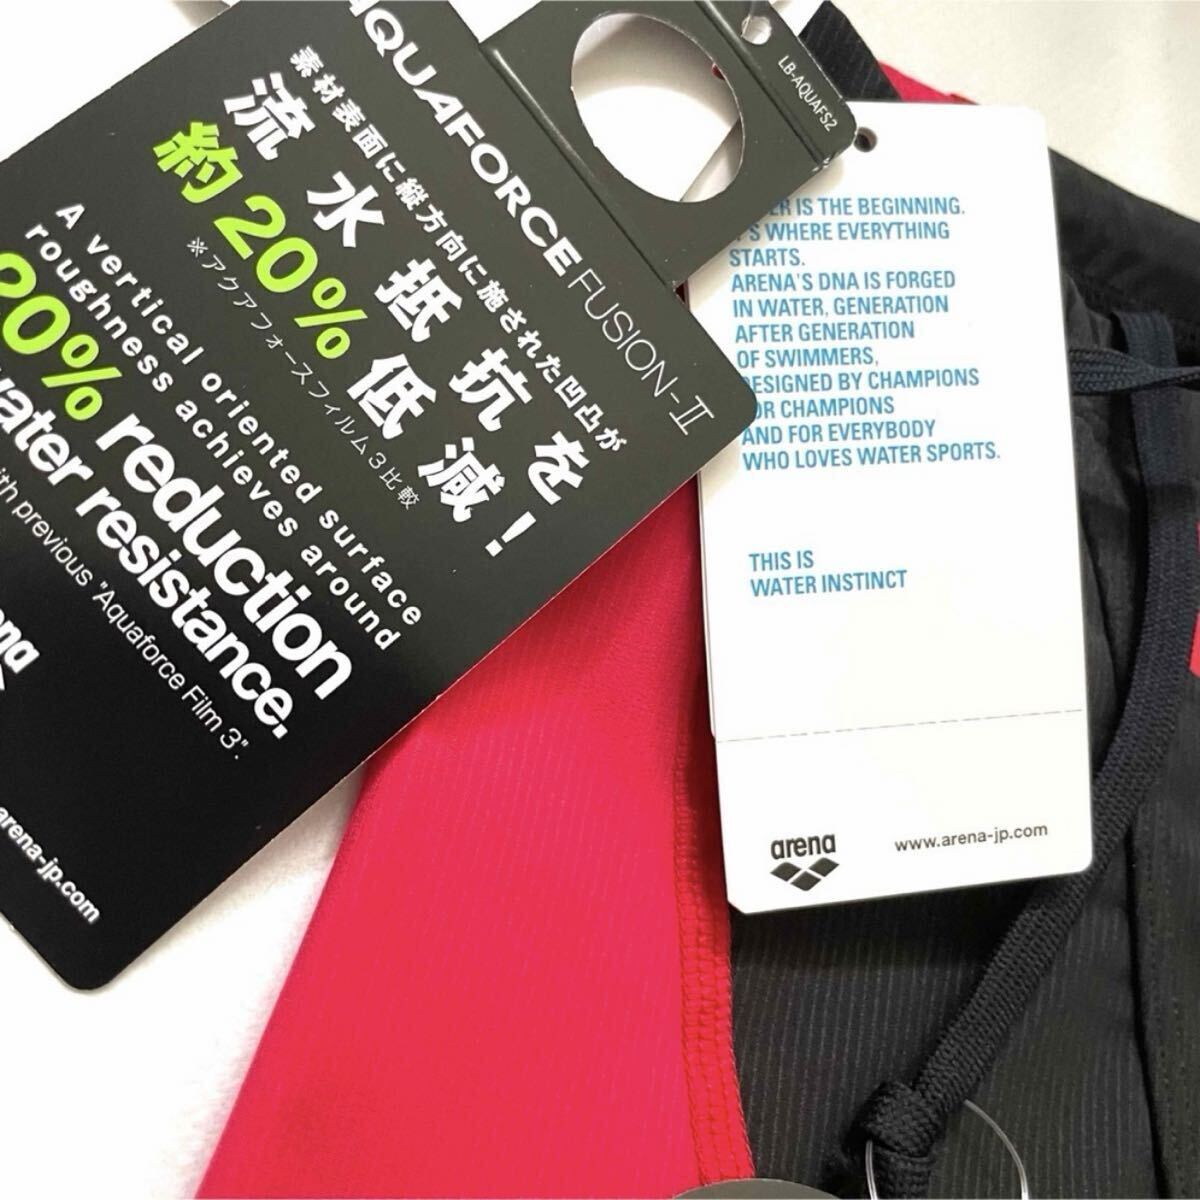 AQUAFORCE FUSION-Ⅱ
素材表面に縦方向に施された凹凸が
流水抵抗を
約20%低減!
※アクアフォースフィルム3比較
A vertical oriented surface
roughness achieves around
20% reduction
water resistance.
with previous "Aquaforce Film 3".
arena-jp.com
LB-AQUAFS2
IS THE BEGINNING.
IT'S WHERE EVERYTHING
STARTS.
ARENA'S DNA IS FORGED
IN WATER, GENERATION
AFTER GENERATION
OF SWIMMERS,
DESIGNED BY CHAMPIONS
FOR CHAMPIONS
AND FOR EVERYBODY
WHO LOVES WATER SPORTS.
THIS IS
WATER INSTINCT
arena
www.arena-jp.com